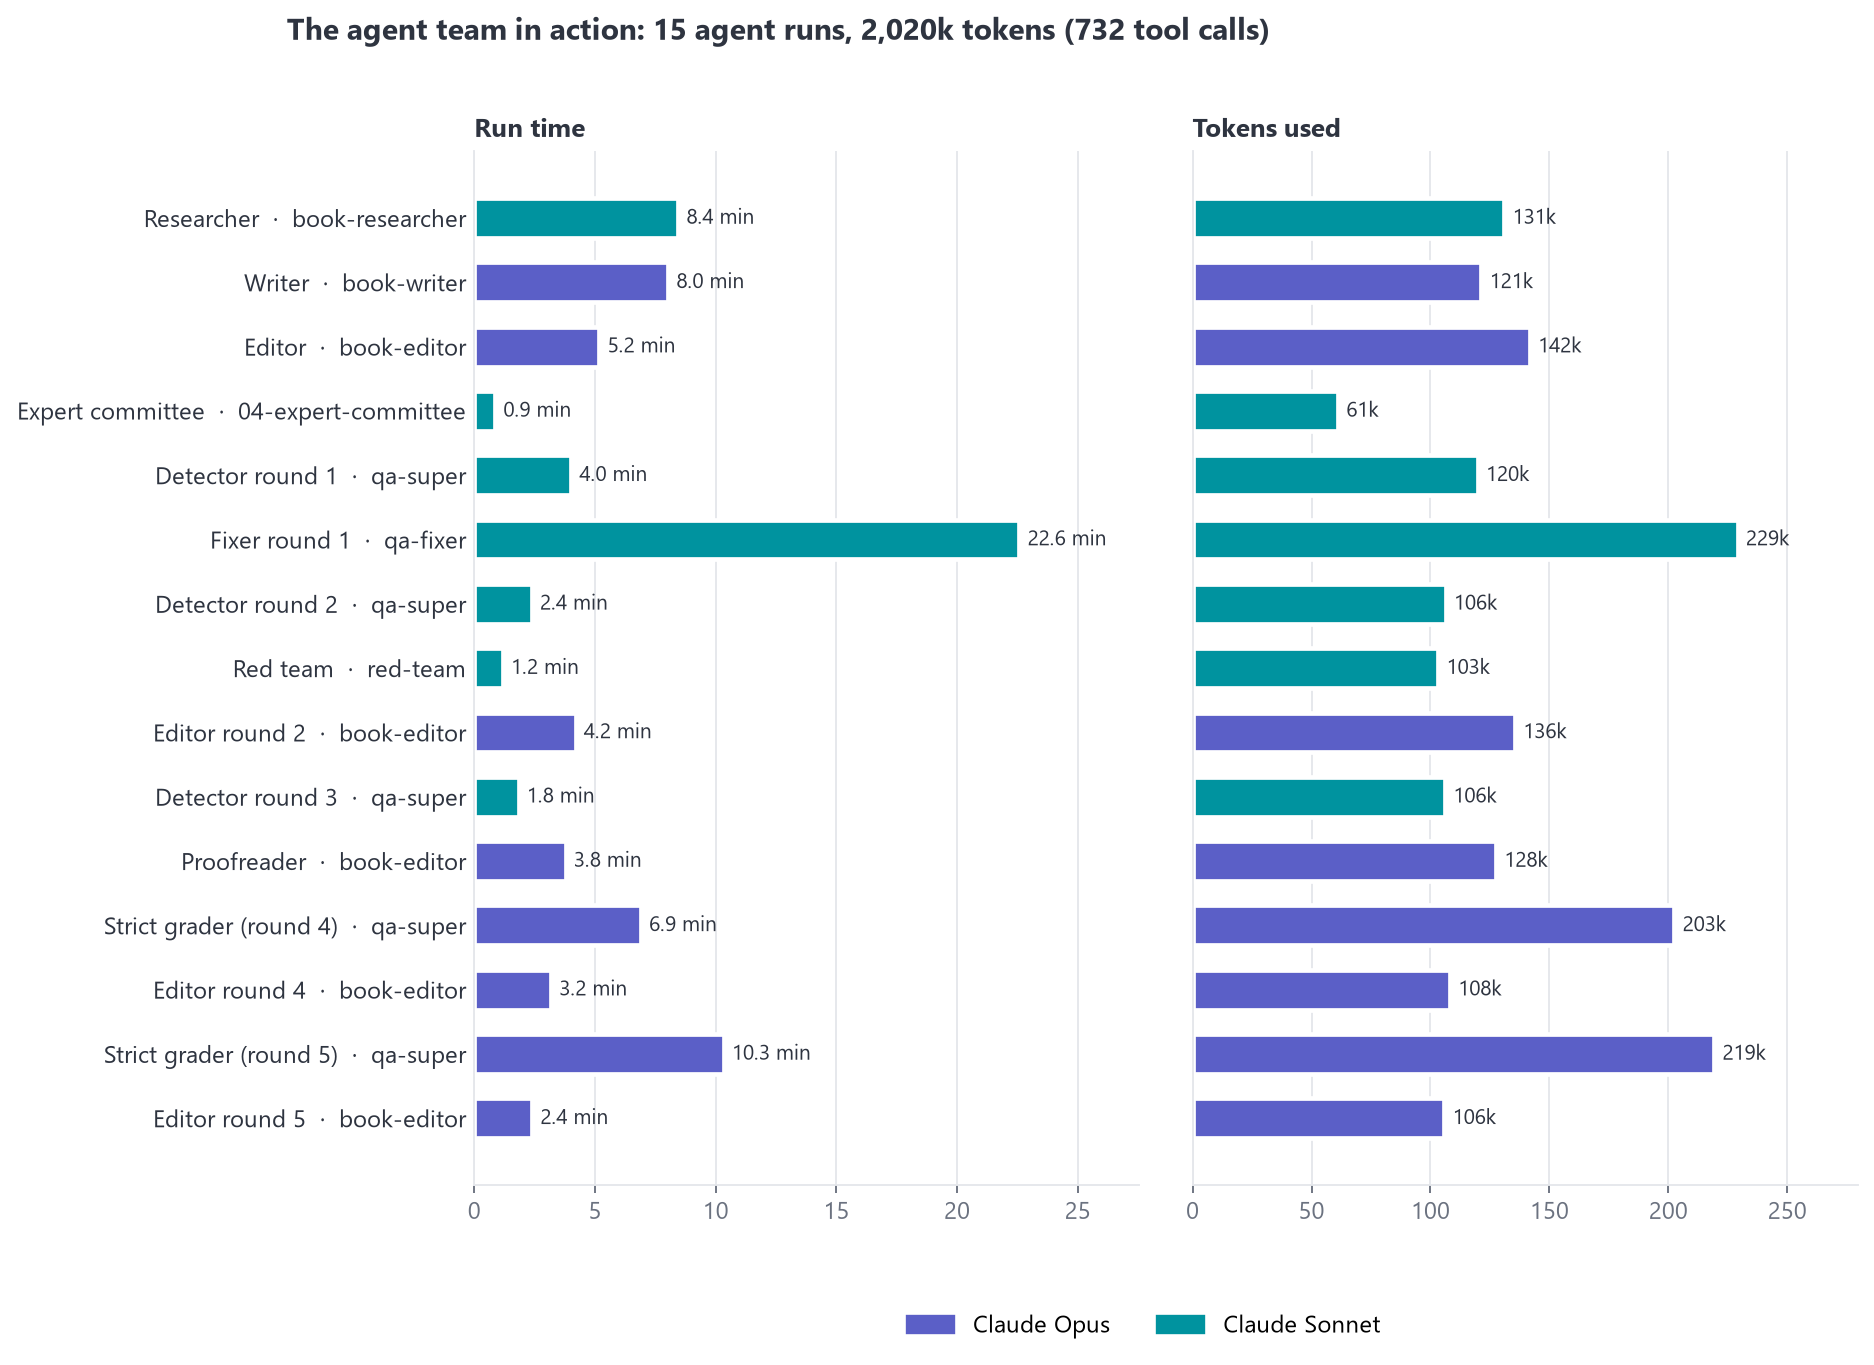 The agent team in action: 15 agent runs, 2,020k tokens (732 tool calls)
Run time
Tokens used
Researcher · book-researcher 8.4 min 131k
Writer · book-writer 8.0 min 121k
Editor · book-editor 5.2 min 142k
Expert committee · 04-expert-committee 0.9 min 61k
Detector round 1 · qa-super 4.0 min 120k
Fixer round 1 · qa-fixer 22.6 min 229k
Detector round 2 · qa-super 2.4 min 106k
Red team · red-team 1.2 min 103k
Editor round 2 · book-editor 4.2 min 136k
Detector round 3 · qa-super 1.8 min 106k
Proofreader · book-editor 3.8 min 128k
Strict grader (round 4) · qa-super 6.9 min 203k
Editor round 4 · book-editor 3.2 min 108k
Strict grader (round 5) · qa-super 10.3 min 219k
Editor round 5 · book-editor 2.4 min 106k
0 5 10 15 20 25
0 50 100 150 200 250
Claude Opus
Claude Sonnet